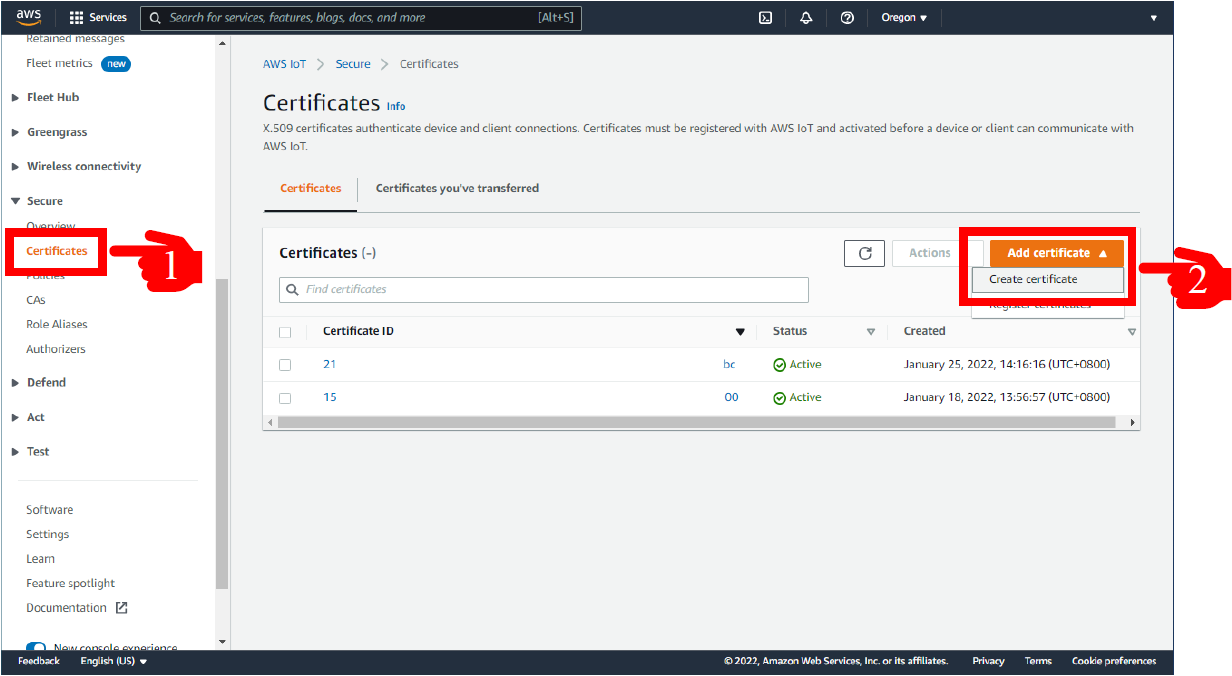 aws Services Search for services, features, blogs, docs, and more [Alt+S] Oregon
Retained messages
Fleet metrics new
Fleet Hub
Greengrass
Wireless connectivity
Secure
Overview
Certificates 1
Policies
CAs
Role Aliases
Authorizers
Defend
Act
Test
Software
Settings
Learn
Feature spotlight
Documentation
New console experience
AWS IoT > Secure > Certificates
Certificates Info
X.509 certificates authenticate device and client connections. Certificates must be registered with AWS IoT and activated before a device or client can communicate with
AWS IoT.
Certificates Certificates you've transferred
Certificates (-) Actions Add certificate
Create certificate 2
Register certificates
Find certificates
Certificate ID Status Created
21 bc Active January 25, 2022, 14:16:16 (UTC+0800)
15 00 Active January 18, 2022, 13:56:57 (UTC+0800)
Feedback English (US) © 2022, Amazon Web Services, Inc. or its affiliates. Privacy Terms Cookie preferences